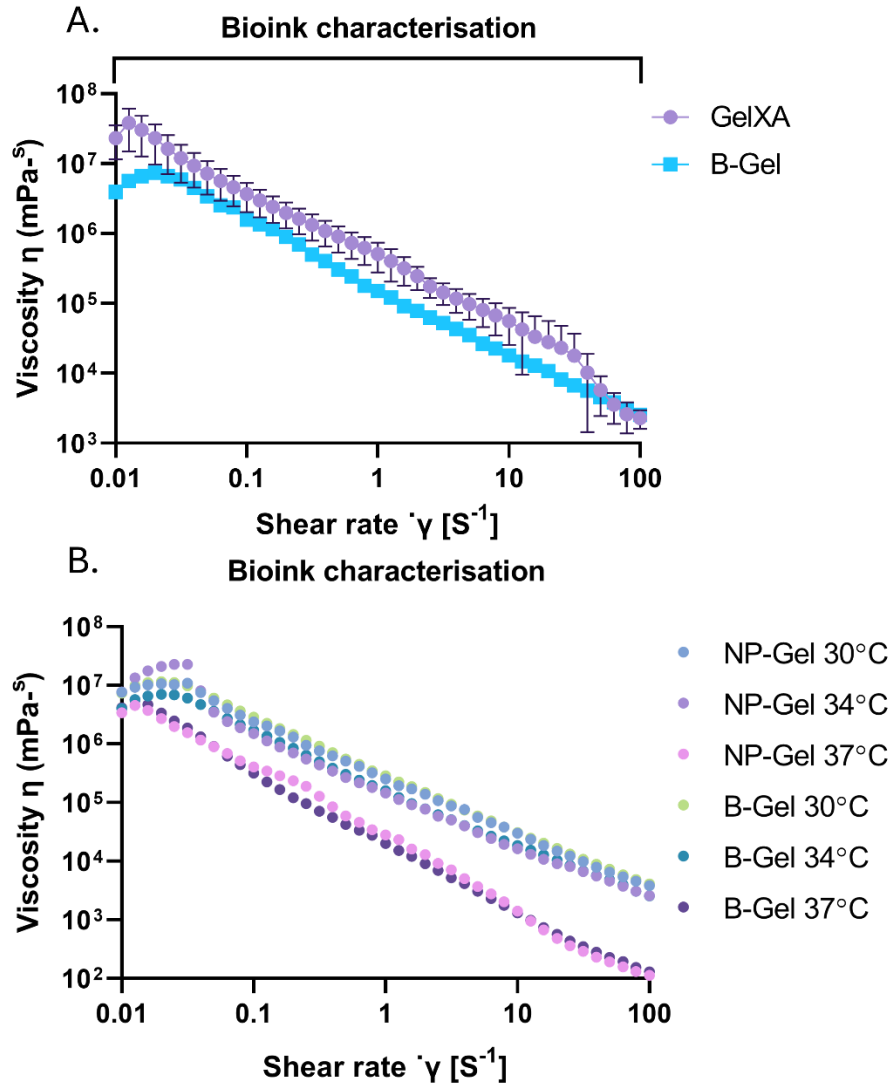 A.
Bioink characterisation
10⁸
10⁷
10⁶
10⁵
10⁴
10³
Viscosity η (mPa-ˢ)
0.01
0.1
1
10
100
Shear rate ˙γ [S⁻¹]
GelXA
B-Gel
B.
Bioink characterisation
10⁸
10⁷
10⁶
10⁵
10⁴
10³
10²
Viscosity η (mPa-ˢ)
0.01
0.1
1
10
100
Shear rate ˙γ [S⁻¹]
NP-Gel 30°C
NP-Gel 34°C
NP-Gel 37°C
B-Gel 30°C
B-Gel 34°C
B-Gel 37°C